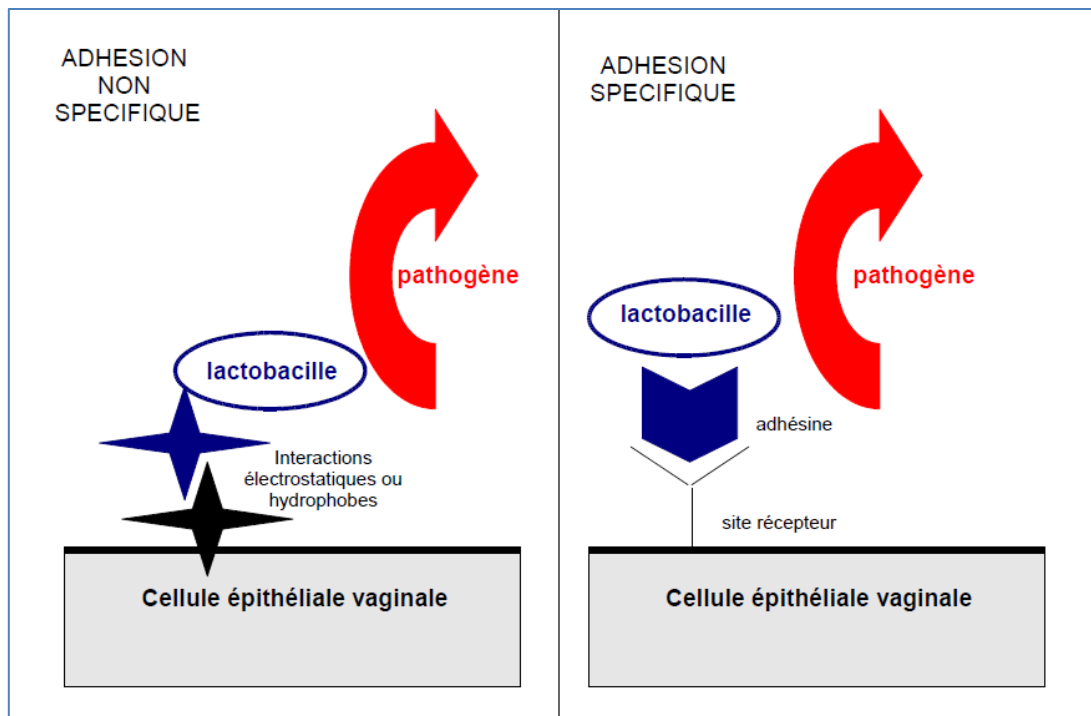 ADHESION
NON
SPECIFIQUE
pathogène
lactobacille
Interactions
électrostatiques ou
hydrophobes
Cellule épithéliale vaginale
ADHESION
SPECIFIQUE
pathogène
lactobacille
adhésine
site récepteur
Cellule épithéliale vaginale